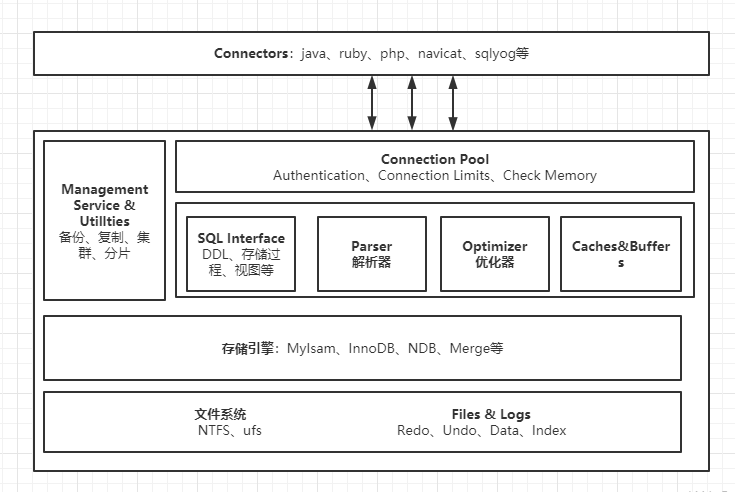 Connectors：java、ruby、php、navicat、sqlyog等
Management
Service &
Utillties
备份、复制、集
群、分片
Connection Pool
Authentication、Connection Limits、Check Memory
SQL Interface
DDL、存储过
程、视图等
Parser
解析器
Optimizer
优化器
Caches&Buffer
s
存储引擎：MyIsam、InnoDB、NDB、Merge等
文件系统
NTFS、ufs
Files & Logs
Redo、Undo、Data、Index